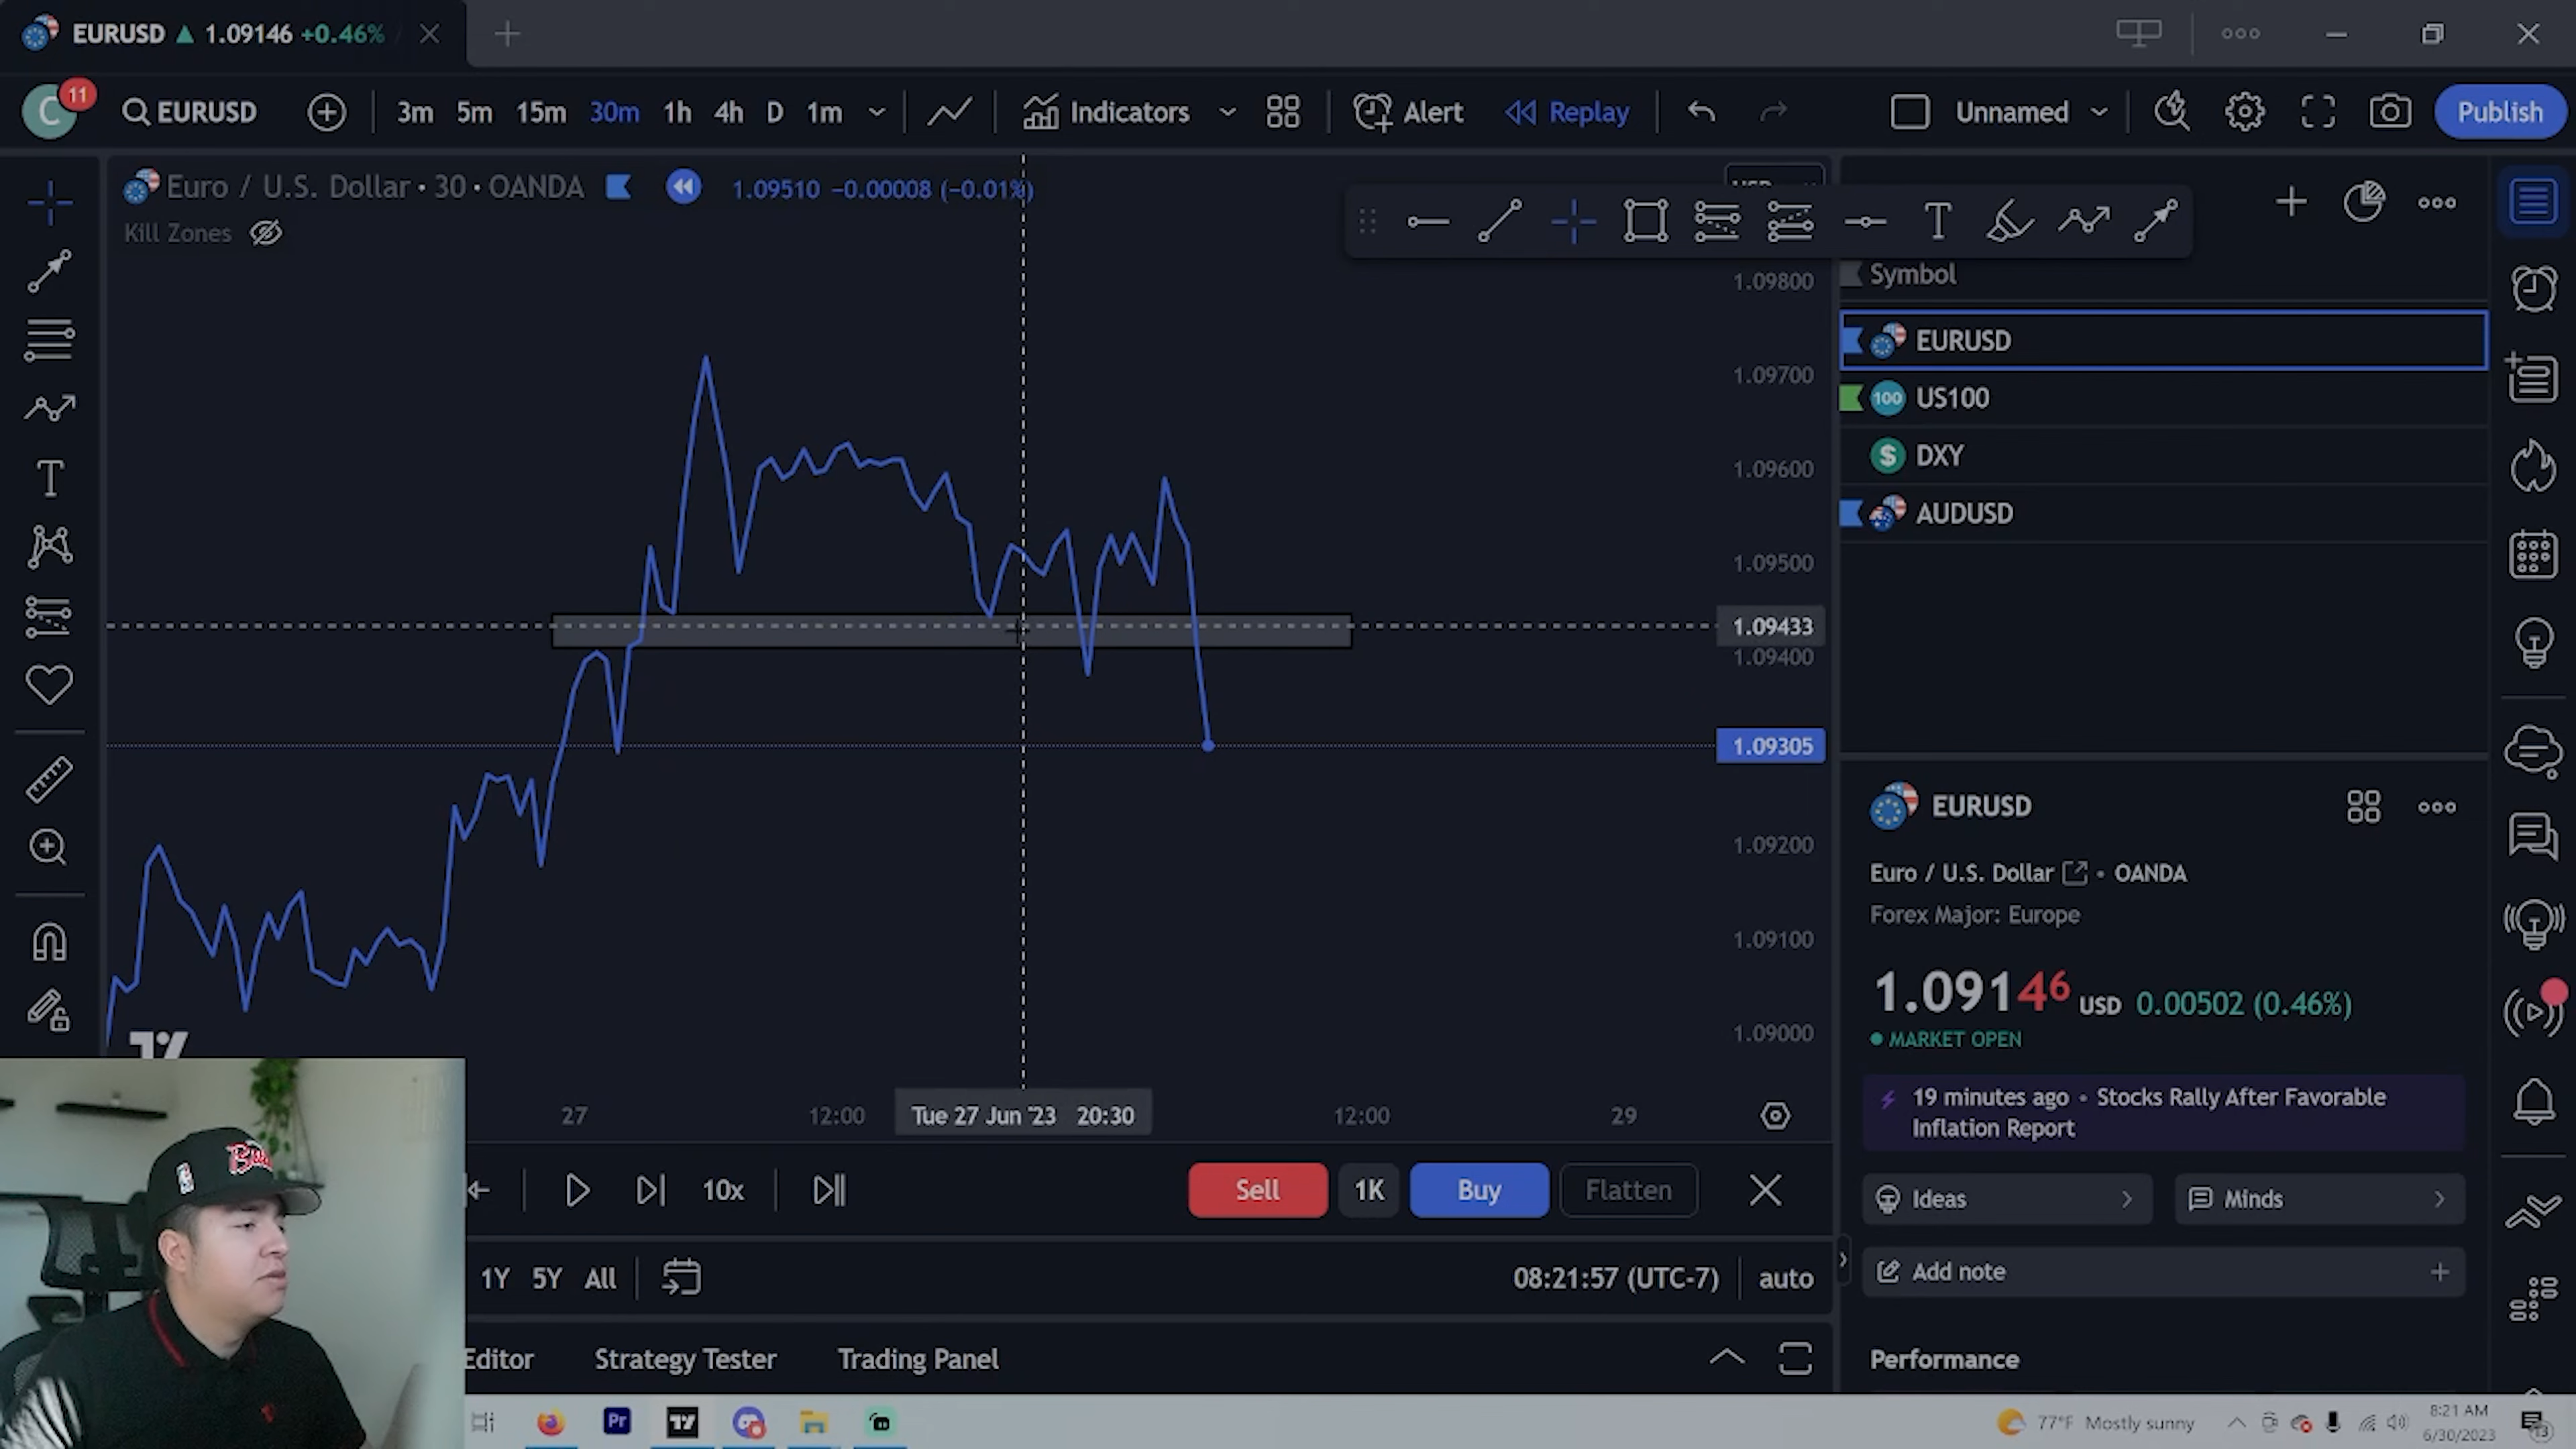 EURUSD ▲ 1.09146 +0.46% /
C 11 EURUSD 3m 5m 15m 30m 1h 4h D 1m Indicators Alert Replay Unnamed Publish
Euro / U.S. Dollar · 30 · OANDA 1.09510 −0.00008 (−0.01%)
Kill Zones
T
T
1.09800
1.09700
1.09600
1.09500
1.09433
1.09400
1.09305
1.09200
1.09100
1.09000
27 12:00 Tue 27 Jun '23 20:30 12:00 29
10x Sell 1K Buy Flatten
1Y 5Y All 08:21:57 (UTC-7) auto
Editor Strategy Tester Trading Panel
Symbol
EURUSD
100 US100
$ DXY
AUDUSD
EURUSD
Euro / U.S. Dollar • OANDA
Forex Major: Europe
1.09146 USD 0.00502 (0.46%)
MARKET OPEN
19 minutes ago • Stocks Rally After Favorable
Inflation Report
Ideas Minds
Add note
Performance
Pr 77°F Mostly sunny
8:21 AM
6/30/2023
13